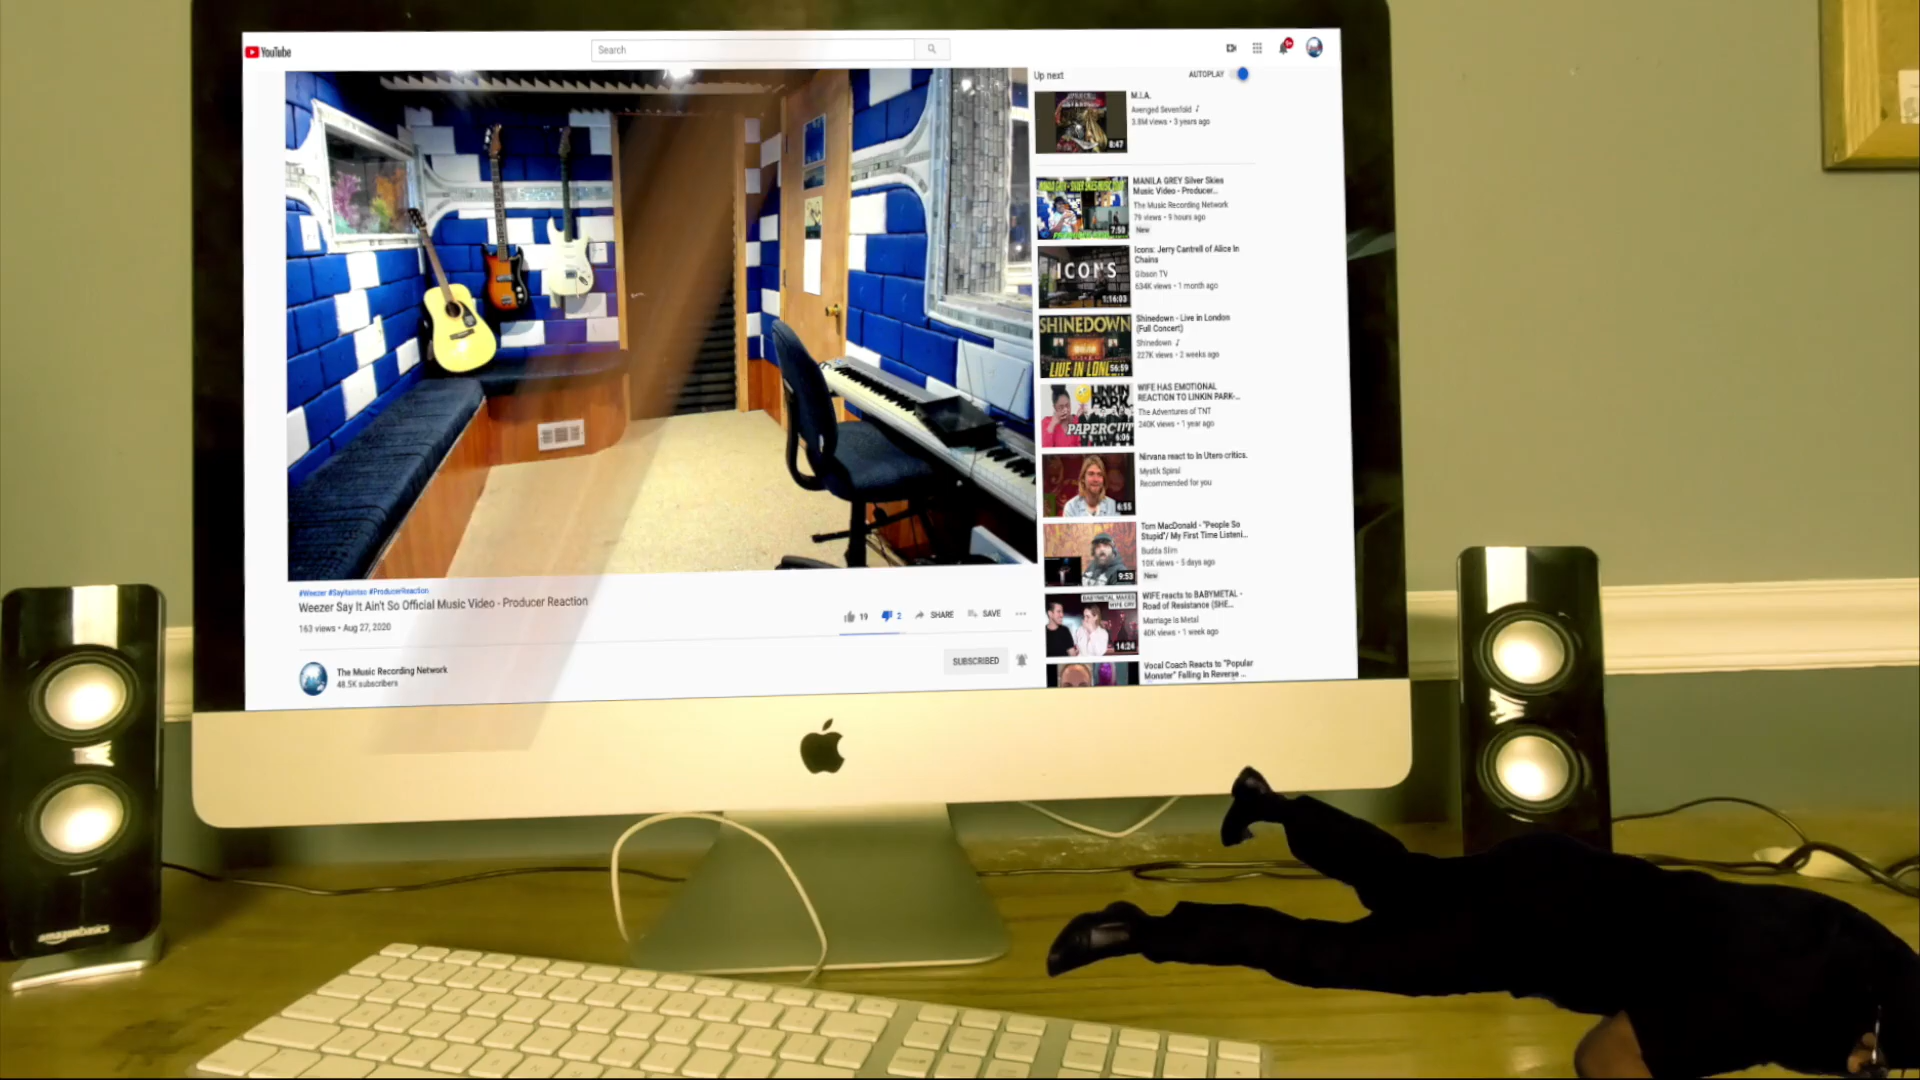 YouTube
Search
9+
Up next
AUTOPLAY
M.I.A.
Avenged Sevenfold
3.8M views • 3 years ago
8:47
MANILA GREY Silver Skies
Music Video - Producer...
The Music Recording Network
79 views • 9 hours ago
New
7:50
Icons: Jerry Cantrell of Alice In
Chains
Gibson TV
634K views • 1 month ago
ICONS
1:16:03
Shinedown - Live in London
(Full Concert)
Shinedown
227K views • 2 weeks ago
SHINEDOWN
LIVE IN LON
56:59
WIFE HAS EMOTIONAL
REACTION TO LINKIN PARK-...
The Adventures of TNT
240K views • 1 year ago
LINKIN
PARK
PAPERCUT
6:06
Nirvana react to In Utero critics.
Mystik Spiral
Recommended for you
6:55
Tom MacDonald - "People So
Stupid"/ My First Time Listeni...
Budda Slim
10K views • 5 days ago
New
9:53
WIFE reacts to BABYMETAL -
Road of Resistance (SHE...
Marriage is Metal
40K views • 1 week ago
BABYMETAL MAKES
WIFE CRY
14:24
Vocal Coach Reacts to "Popular
Monster" Falling In Reverse ...
#Weezer #SayItAintso #ProducerReaction
Weezer Say It Ain't So Official Music Video - Producer Reaction
163 views • Aug 27, 2020
19
2
SHARE
SAVE
The Music Recording Network
48.5K subscribers
SUBSCRIBED
amazonbasics